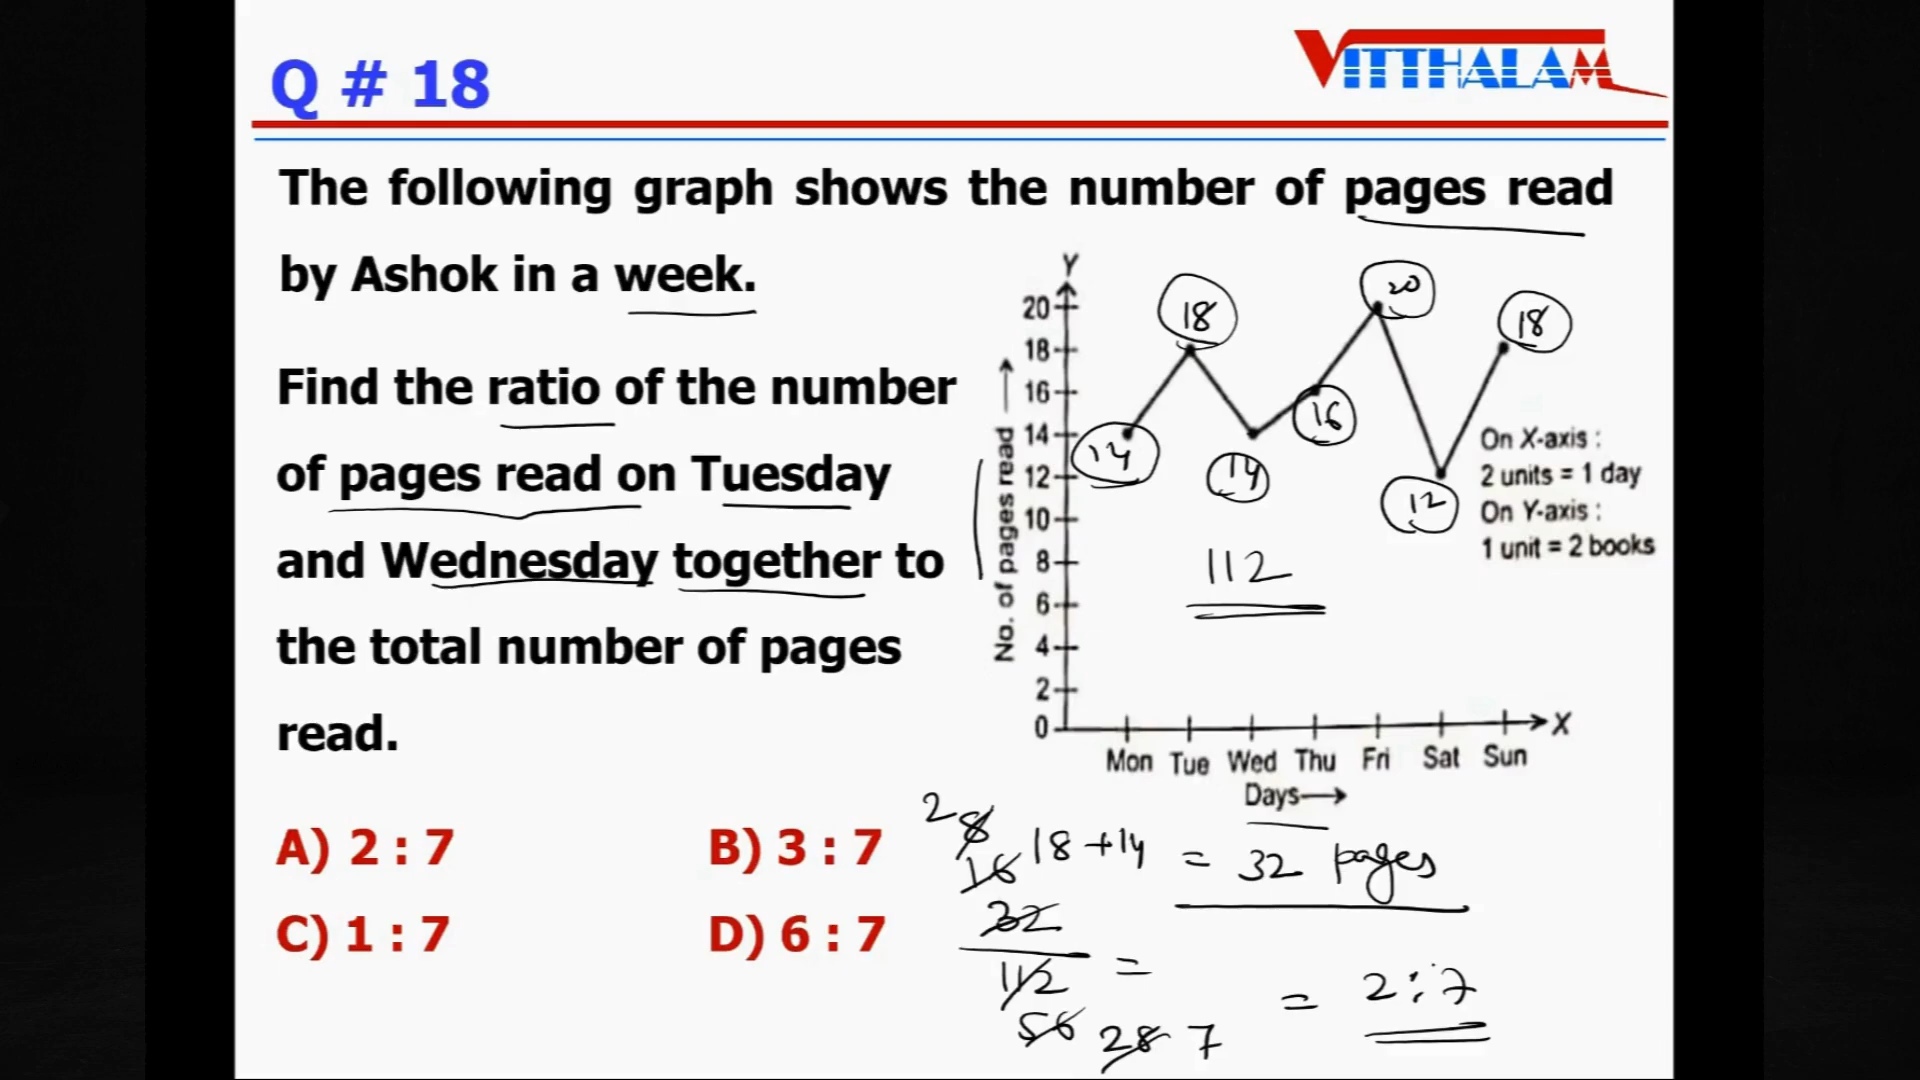 Q # 18
VITTHALAM
The following graph shows the number of pages read
by Ashok in a week.
Find the ratio of the number
of pages read on Tuesday
and Wednesday together to
the total number of pages
read.
Y
20
18
16
14
12
10
8
6
4
2
0
No. of pages read
18
20
18
14
14
16
12
112
On X-axis :
2 units = 1 day
On Y-axis :
1 unit = 2 books
X
Mon Tue Wed Thu Fri Sat Sun
Days
A) 2 : 7
B) 3 : 7
C) 1 : 7
D) 6 : 7
2 8
16 18+14 = 32 pages
32
112 =
56 28 7
= 2:7